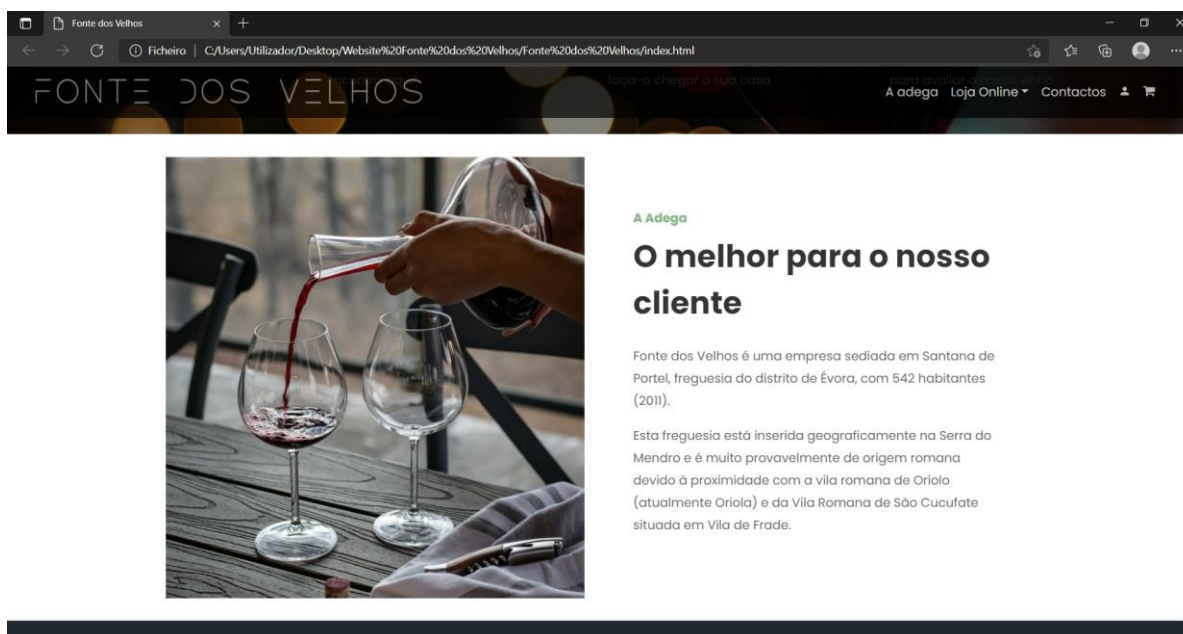 Fonte dos Velhos
Ficheiro | C:/Users/Utilizador/Desktop/Website%20Fonte%20dos%20Velhos/Fonte%20dos%20Velhos/index.html
faça-o chegar a sua casa
para avaliar o nosso vinho
FONTE DOS VELHOS
A adega Loja Online Contactos
A Adega
O melhor para o nosso
cliente
Fonte dos Velhos é uma empresa sediada em Santana de
Portel, freguesia do distrito de Évora, com 542 habitantes
(2011).
Esta freguesia está inserida geograficamente na Serra do
Mendro e é muito provavelmente de origem romana
devido à proximidade com a vila romana de Oriolo
(atualmente Oriola) e da Vila Romana de São Cucufate
situada em Vila de Frade.